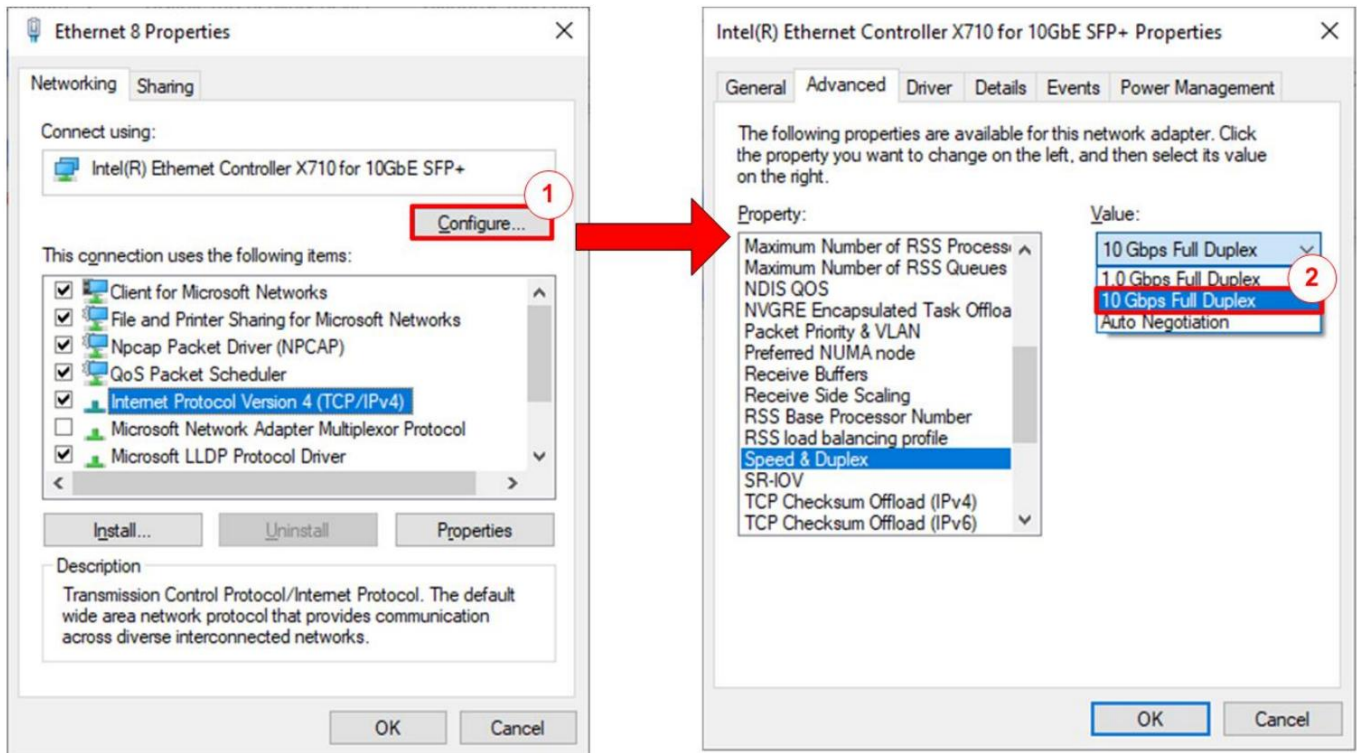 Ethernet 8 Properties
Networking
Sharing
Connect using:
Intel(R) Ethernet Controller X710 for 10GbE SFP+
1
Configure...
This connection uses the following items:
Client for Microsoft Networks
File and Printer Sharing for Microsoft Networks
Npcap Packet Driver (NPCAP)
QoS Packet Scheduler
Internet Protocol Version 4 (TCP/IPv4)
Microsoft Network Adapter Multiplexor Protocol
Microsoft LLDP Protocol Driver
Install...
Uninstall
Properties
Description
Transmission Control Protocol/Internet Protocol. The default
wide area network protocol that provides communication
across diverse interconnected networks.
OK
Cancel
Intel(R) Ethernet Controller X710 for 10GbE SFP+ Properties
General
Advanced
Driver
Details
Events
Power Management
The following properties are available for this network adapter. Click
the property you want to change on the left, and then select its value
on the right.
Property:
Maximum Number of RSS Process
Maximum Number of RSS Queues
NDIS QOS
NVGRE Encapsulated Task Offloa
Packet Priority & VLAN
Preferred NUMA node
Receive Buffers
Receive Side Scaling
RSS Base Processor Number
RSS load balancing profile
Speed & Duplex
SR-IOV
TCP Checksum Offload (IPv4)
TCP Checksum Offload (IPv6)
Value:
10 Gbps Full Duplex
1.0 Gbps Full Duplex
2
10 Gbps Full Duplex
Auto Negotiation
OK
Cancel